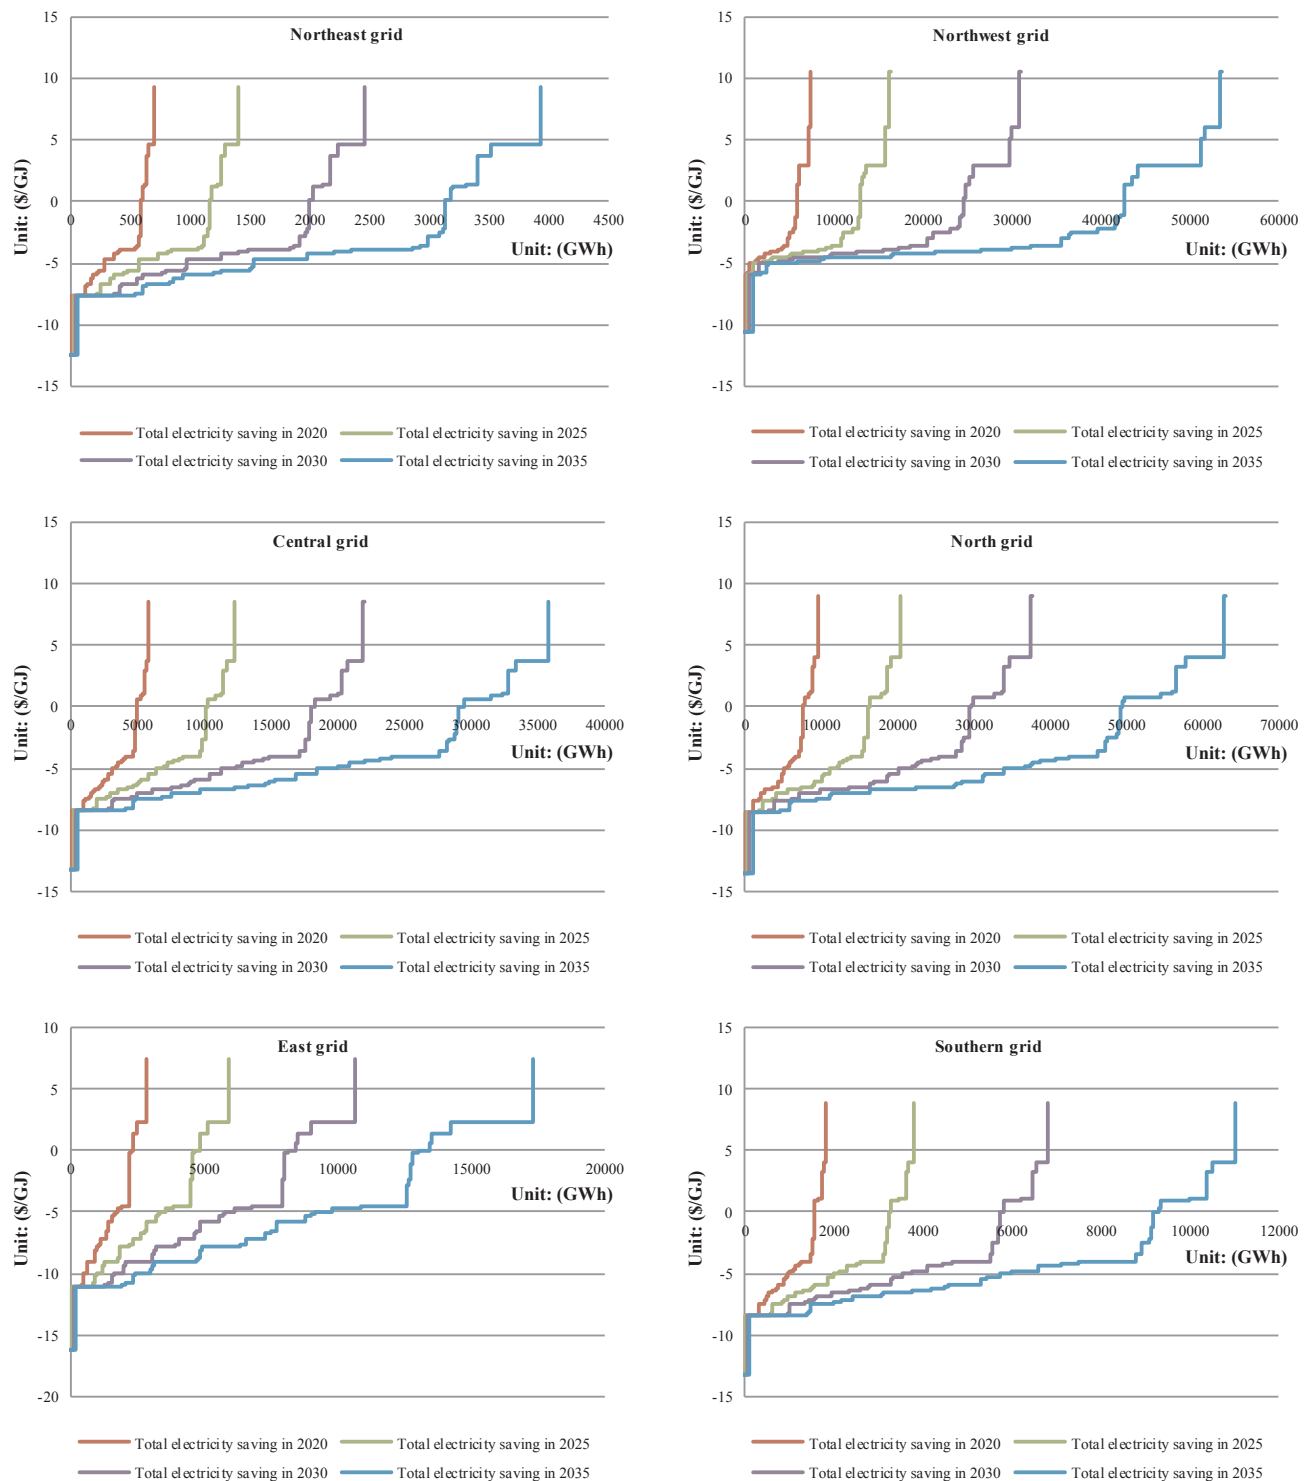 Northeast grid
15
10
5
0
-5
-10
-15
Unit: ($/GJ)
0 500 1000 1500 2000 2500 3000 3500 4000 4500
Unit: (GWh)
Total electricity saving in 2020 Total electricity saving in 2025
Total electricity saving in 2030 Total electricity saving in 2035
Northwest grid
15
10
5
0
-5
-10
-15
Unit: ($/GJ)
0 10000 20000 30000 40000 50000 60000
Unit: (GWh)
Total electricity saving in 2020 Total electricity saving in 2025
Total electricity saving in 2030 Total electricity saving in 2035
Central grid
15
10
5
0
-5
-10
-15
Unit: ($/GJ)
0 5000 10000 15000 20000 25000 30000 35000 40000
Unit: (GWh)
Total electricity saving in 2020 Total electricity saving in 2025
Total electricity saving in 2030 Total electricity saving in 2035
North grid
15
10
5
0
-5
-10
-15
Unit: ($/GJ)
0 10000 20000 30000 40000 50000 60000 70000
Unit: (GWh)
Total electricity saving in 2020 Total electricity saving in 2025
Total electricity saving in 2030 Total electricity saving in 2035
East grid
10
5
0
-5
-10
-15
-20
Unit: ($/GJ)
0 5000 10000 15000 20000
Unit: (GWh)
Total electricity saving in 2020 Total electricity saving in 2025
Total electricity saving in 2030 Total electricity saving in 2035
Southern grid
15
10
5
0
-5
-10
-15
Unit: ($/GJ)
0 2000 4000 6000 8000 10000 12000
Unit: (GWh)
Total electricity saving in 2020 Total electricity saving in 2025
Total electricity saving in 2030 Total electricity saving in 2035